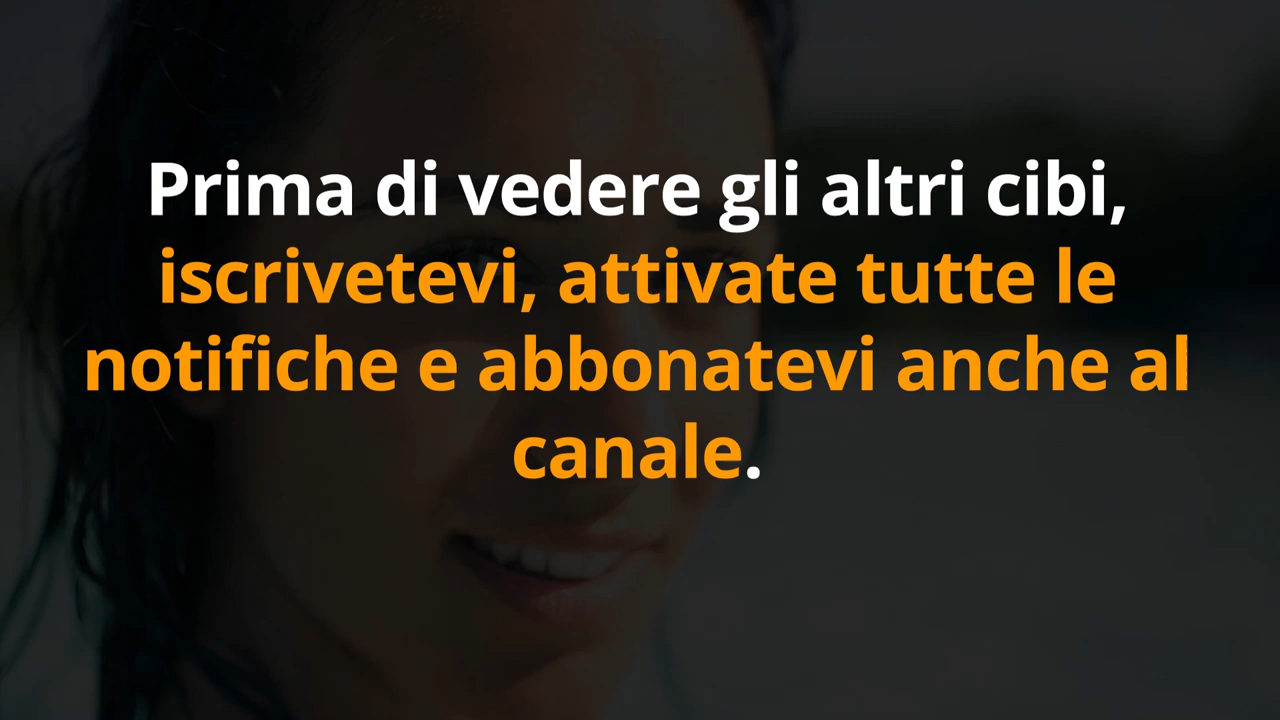 Prima di vedere gli altri cibi,
iscrivetevi, attivate tutte le
notifiche e abbonatevi anche al
canale.